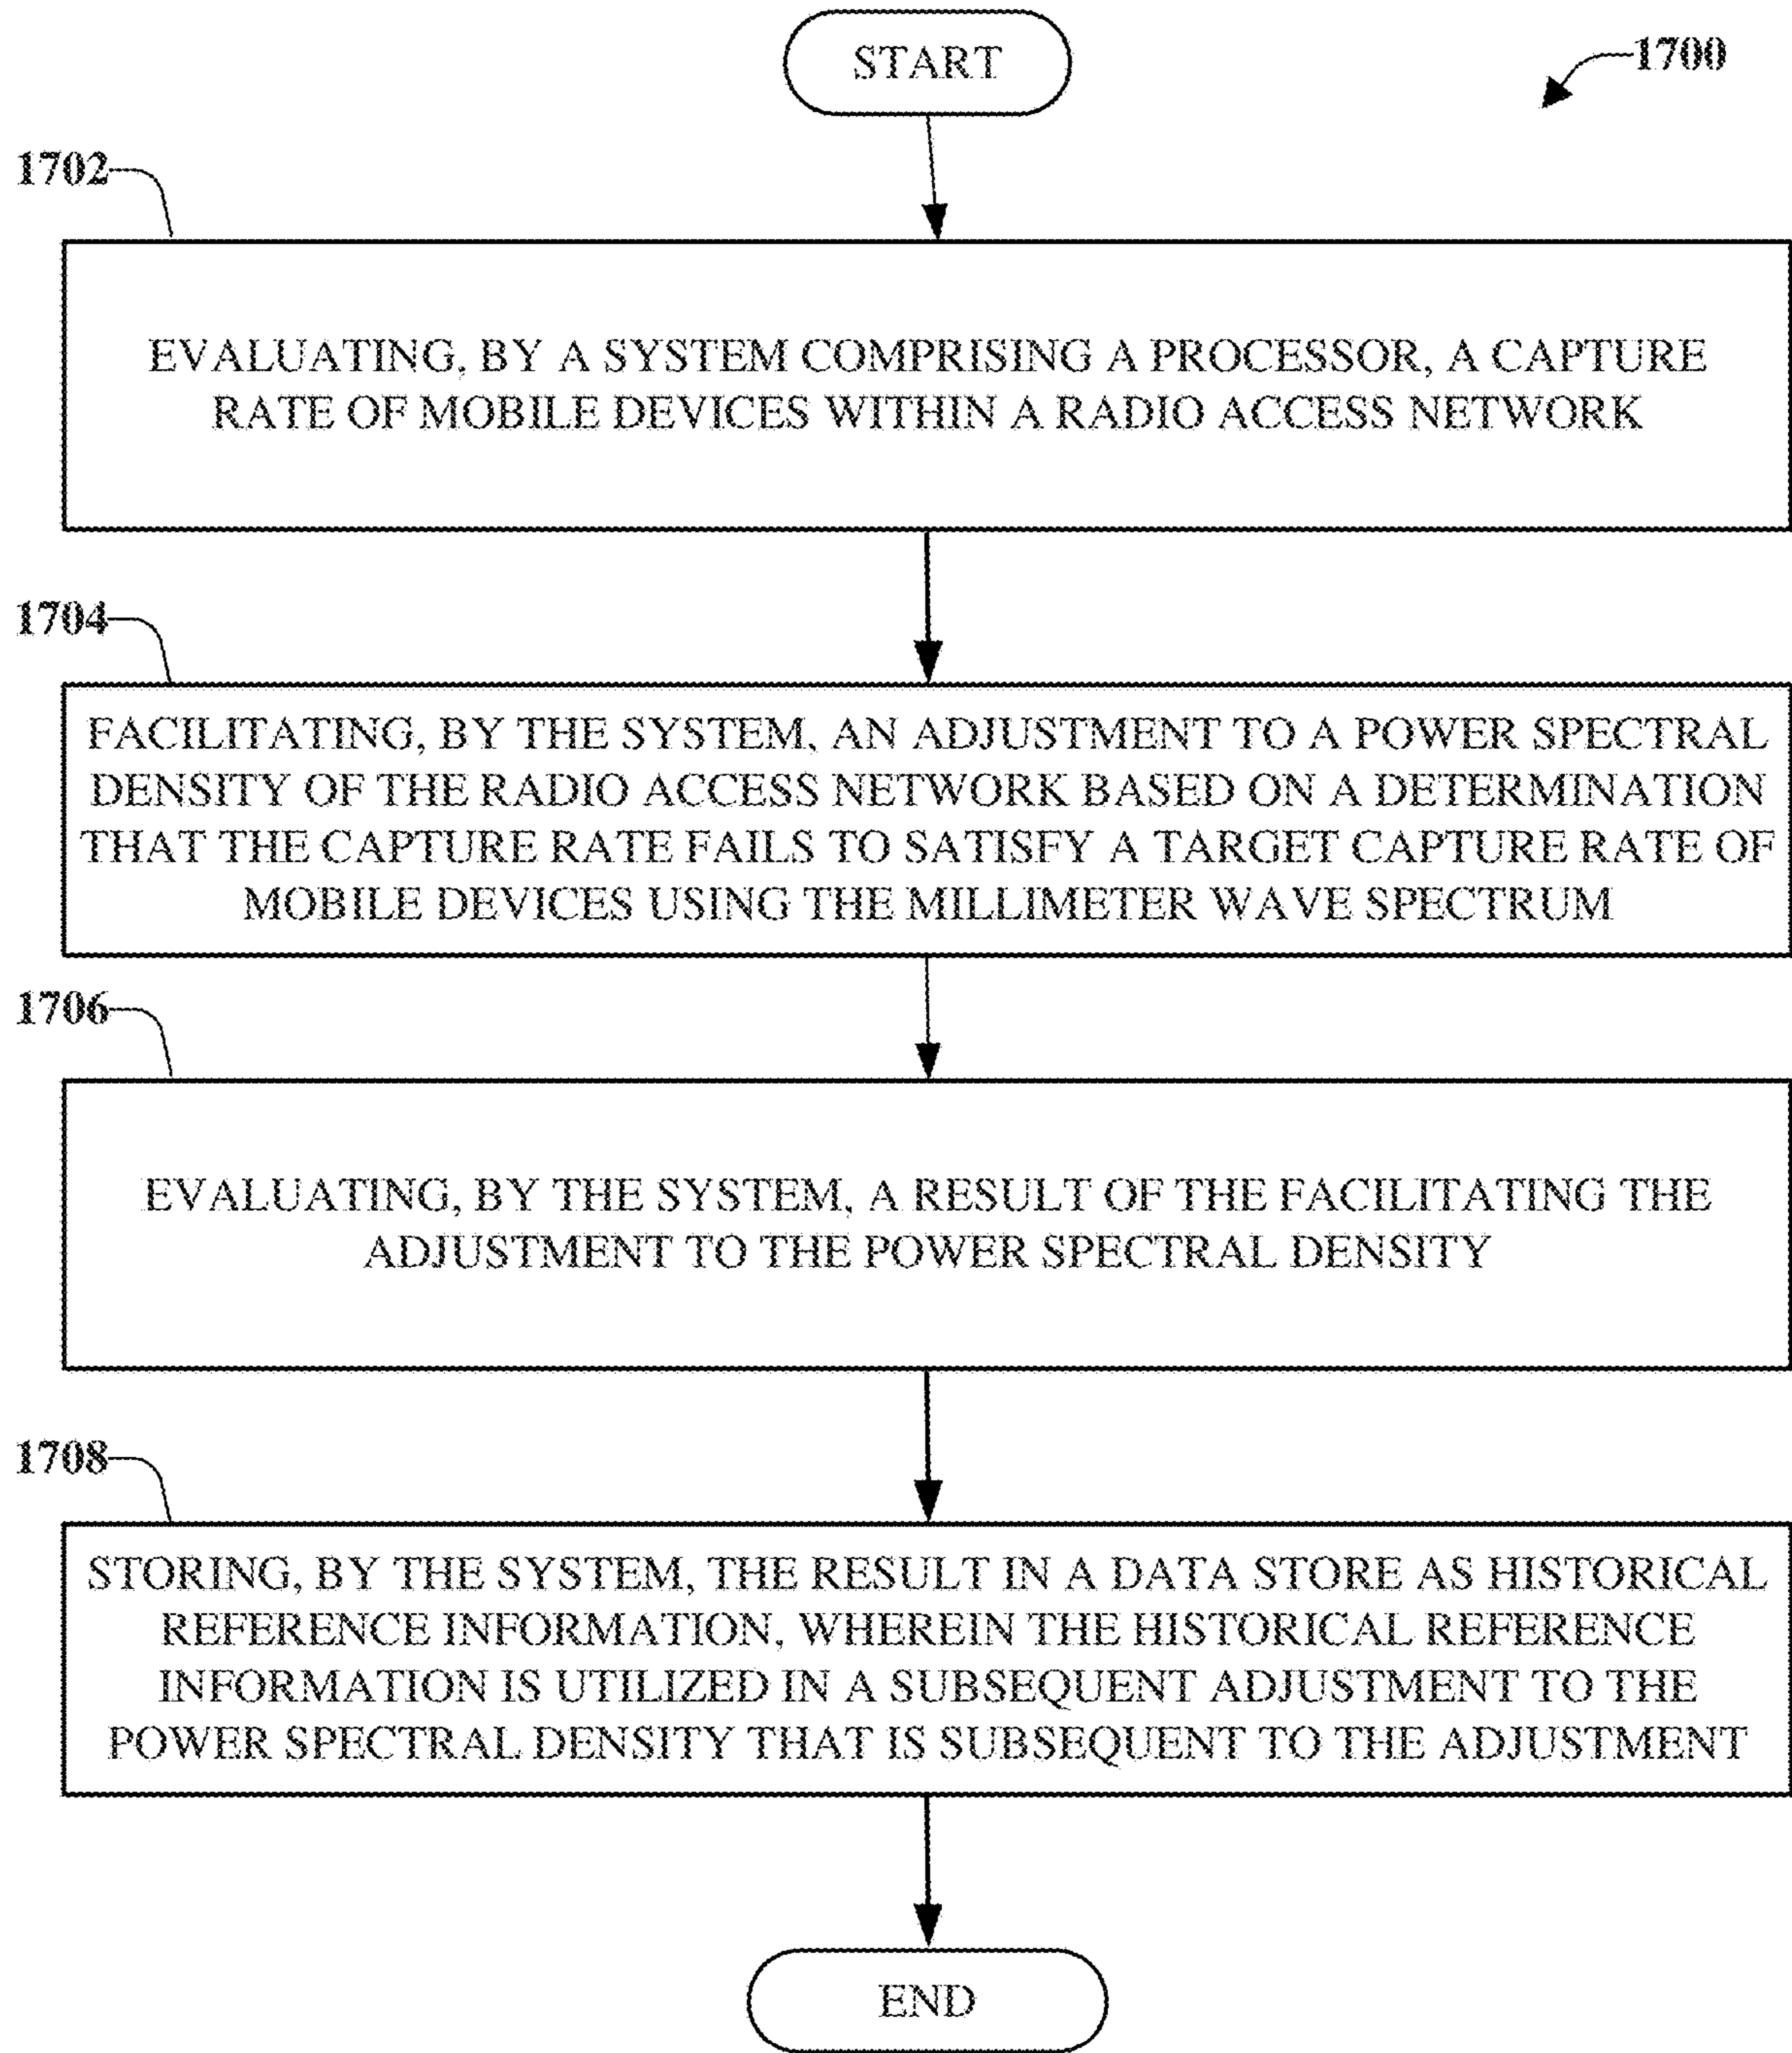 START
1700
1702
EVALUATING, BY A SYSTEM COMPRISING A PROCESSOR, A CAPTURE
RATE OF MOBILE DEVICES WITHIN A RADIO ACCESS NETWORK
1704
FACILITATING, BY THE SYSTEM, AN ADJUSTMENT TO A POWER SPECTRAL
DENSITY OF THE RADIO ACCESS NETWORK BASED ON A DETERMINATION
THAT THE CAPTURE RATE FAILS TO SATISFY A TARGET CAPTURE RATE OF
MOBILE DEVICES USING THE MILLIMETER WAVE SPECTRUM
1706
EVALUATING, BY THE SYSTEM, A RESULT OF THE FACILITATING THE
ADJUSTMENT TO THE POWER SPECTRAL DENSITY
1708
STORING, BY THE SYSTEM, THE RESULT IN A DATA STORE AS HISTORICAL
REFERENCE INFORMATION, WHEREIN THE HISTORICAL REFERENCE
INFORMATION IS UTILIZED IN A SUBSEQUENT ADJUSTMENT TO THE
POWER SPECTRAL DENSITY THAT IS SUBSEQUENT TO THE ADJUSTMENT
END